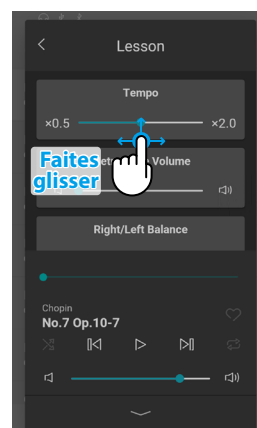 Lesson
Tempo
×0.5
×2.0
Faites
glisser
Volume
Right/Left Balance
Chopin
No.7 Op.10-7